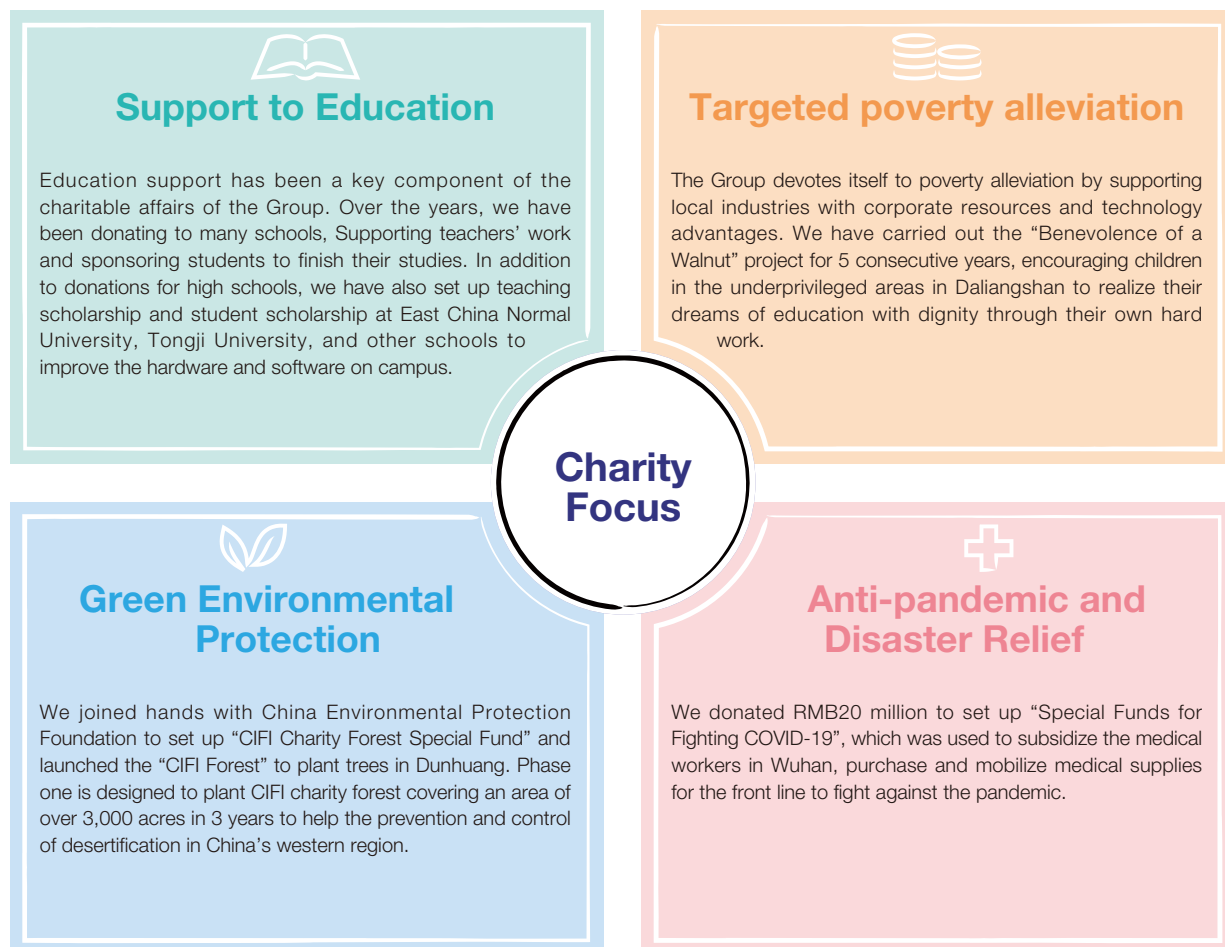 Support to Education
Education support has been a key component of the
charitable affairs of the Group. Over the years, we have
been donating to many schools, Supporting teachers' work
and sponsoring students to finish their studies. In addition
to donations for high schools, we have also set up teaching
scholarship and student scholarship at East China Normal
University, Tongji University, and other schools to
improve the hardware and software on campus.
Targeted poverty alleviation
The Group devotes itself to poverty alleviation by supporting
local industries with corporate resources and technology
advantages. We have carried out the “Benevolence of a
Walnut” project for 5 consecutive years, encouraging children
in the underprivileged areas in Daliangshan to realize their
dreams of education with dignity through their own hard
work.
Charity
Focus
Green Environmental
Protection
We joined hands with China Environmental Protection
Foundation to set up “CIFI Charity Forest Special Fund” and
launched the “CIFI Forest” to plant trees in Dunhuang. Phase
one is designed to plant CIFI charity forest covering an area of
over 3,000 acres in 3 years to help the prevention and control
of desertification in China's western region.
Anti-pandemic and
Disaster Relief
We donated RMB20 million to set up “Special Funds for
Fighting COVID-19”, which was used to subsidize the medical
workers in Wuhan, purchase and mobilize medical supplies
for the front line to fight against the pandemic.